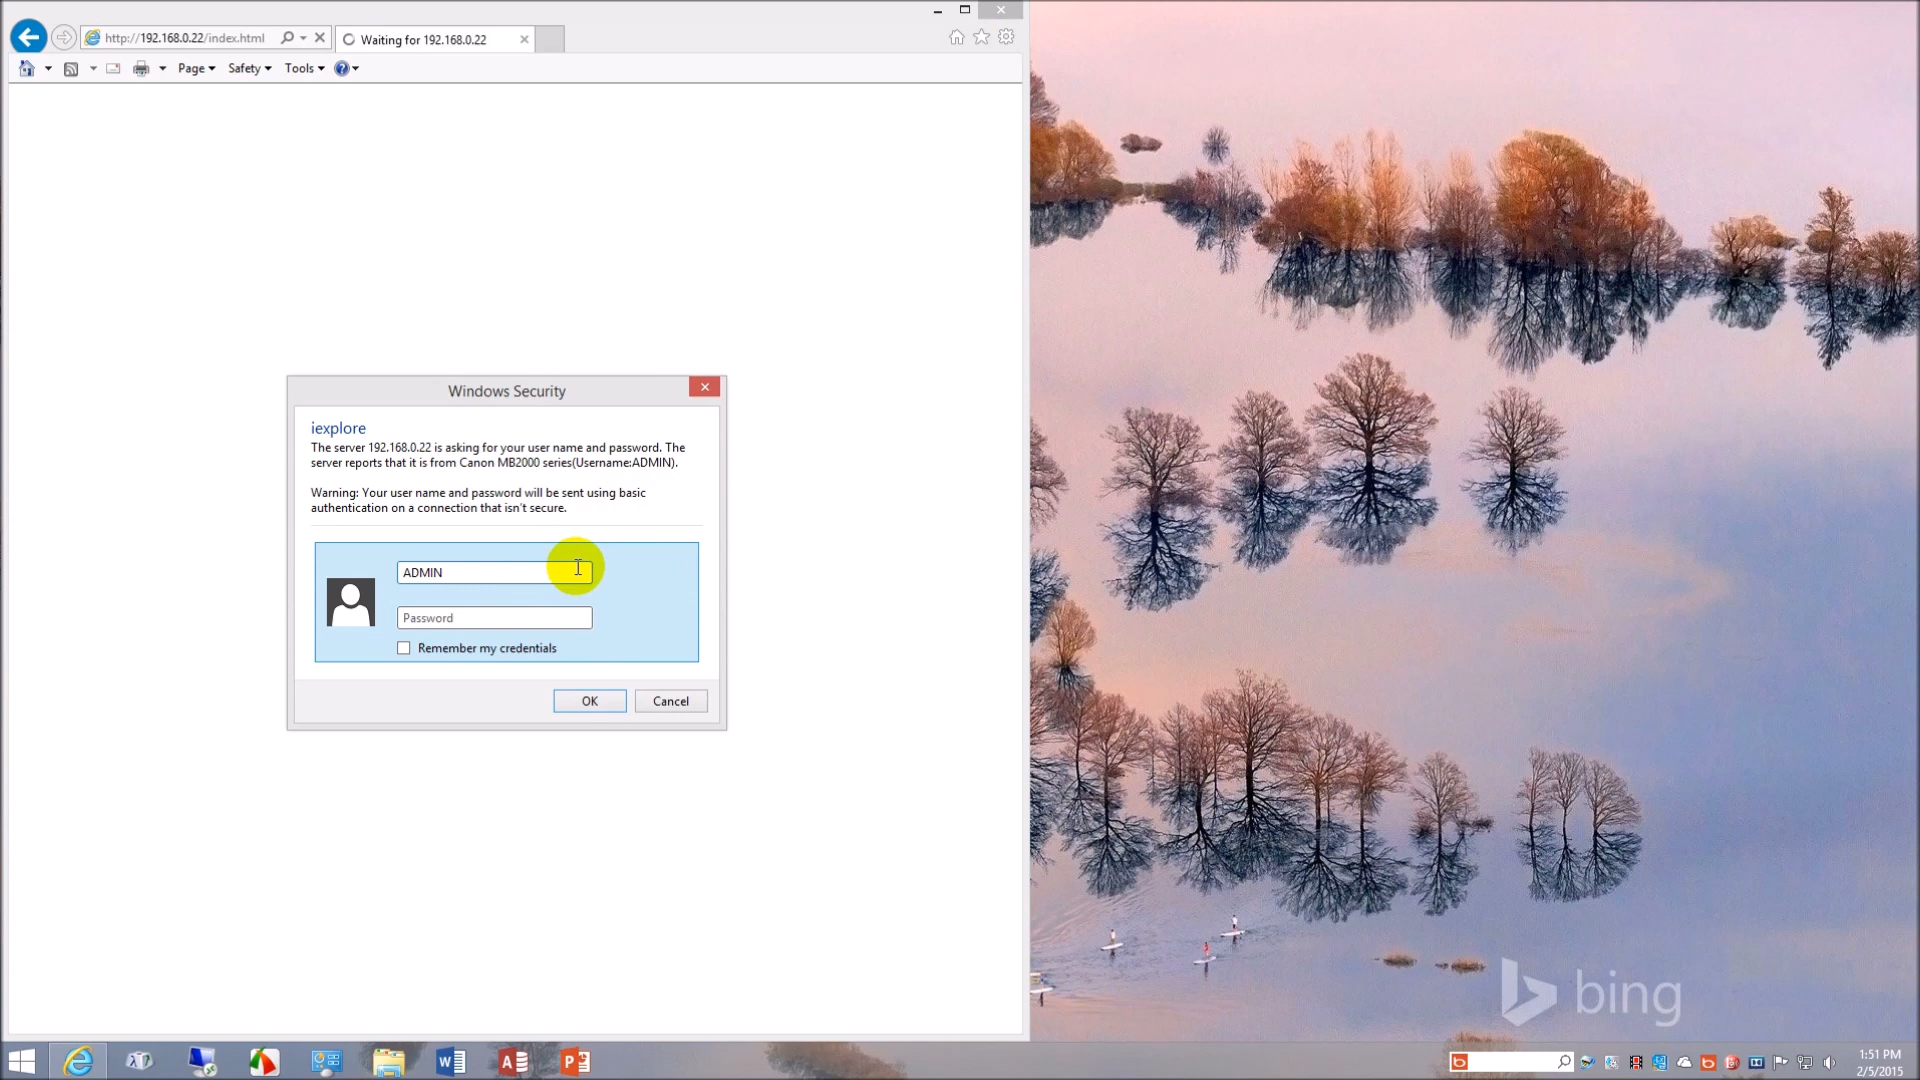 http://192.168.0.22/index.html
Waiting for 192.168.0.22
Page
Safety
Tools
Windows Security
iexplore
The server 192.168.0.22 is asking for your user name and password. The
server reports that it is from Canon MB2000 series(Username:ADMIN).
Warning: Your user name and password will be sent using basic
authentication on a connection that isn't secure.
ADMIN
Password
Remember my credentials
OK
Cancel
bing
1:51 PM
2/5/2015